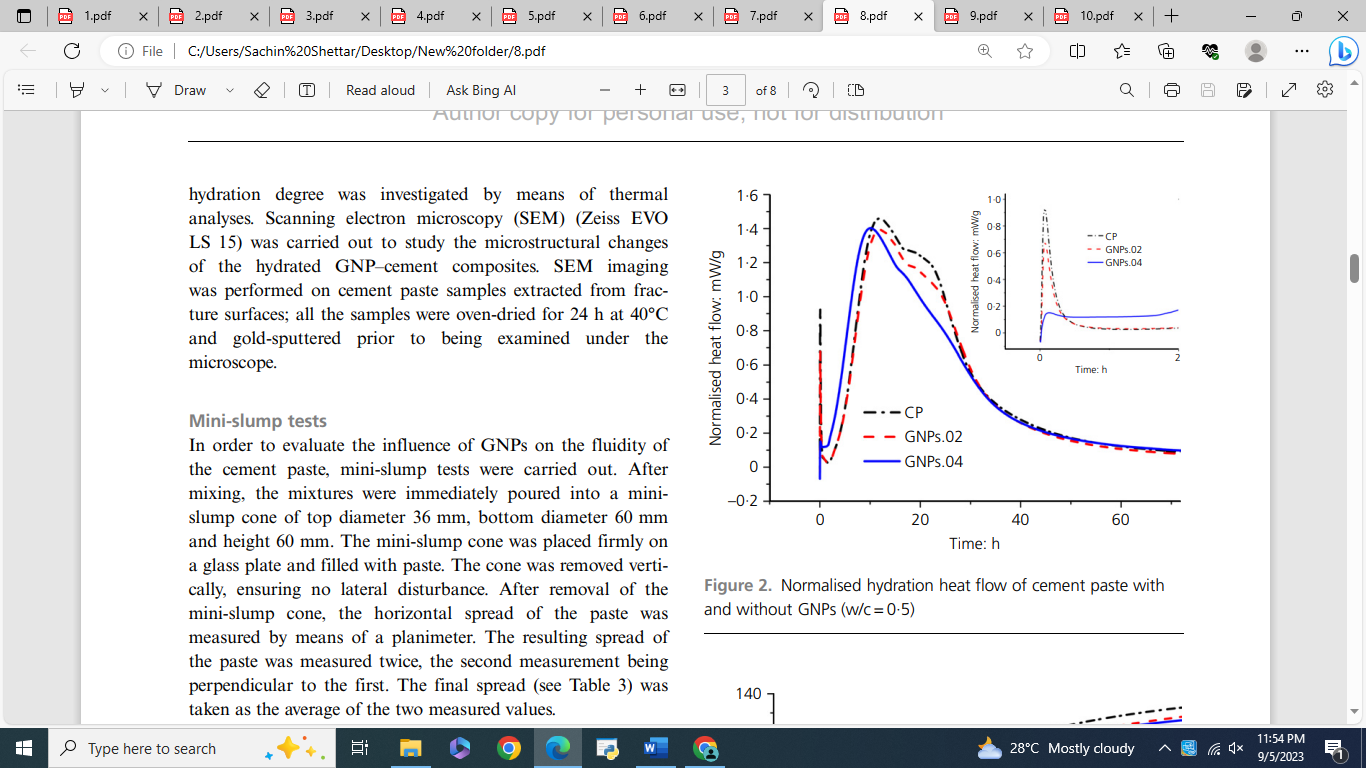 1.pdf
2.pdf
3.pdf
4.pdf
5.pdf
6.pdf
7.pdf
8.pdf
9.pdf
10.pdf
File
C:/Users/Sachin%20Shettar/Desktop/New%20folder/8.pdf
Draw
Read aloud
Ask Bing AI
3
of 8
Author copy for personal use, not for distribution
hydration degree was investigated by means of thermal
analyses. Scanning electron microscopy (SEM) (Zeiss EVO
LS 15) was carried out to study the microstructural changes
of the hydrated GNP–cement composites. SEM imaging
was performed on cement paste samples extracted from frac-
ture surfaces; all the samples were oven-dried for 24 h at 40°C
and gold-sputtered prior to being examined under the
microscope.
Mini-slump tests
In order to evaluate the influence of GNPs on the fluidity of
the cement paste, mini-slump tests were carried out. After
mixing, the mixtures were immediately poured into a mini-
slump cone of top diameter 36 mm, bottom diameter 60 mm
and height 60 mm. The mini-slump cone was placed firmly on
a glass plate and filled with paste. The cone was removed verti-
cally, ensuring no lateral disturbance. After removal of the
mini-slump cone, the horizontal spread of the paste was
measured by means of a planimeter. The resulting spread of
the paste was measured twice, the second measurement being
perpendicular to the first. The final spread (see Table 3) was
taken as the average of the two measured values.
Normalised heat flow: mW/g
1·6
1·4
1·2
1·0
0·8
0·6
0·4
0·2
0
–0·2
0
20
40
60
Time: h
CP
GNPs.02
GNPs.04
Normalised heat flow: mW/g
1·0
0·8
0·6
0·4
0·2
0
0
2
Time: h
CP
GNPs.02
GNPs.04
Figure 2. Normalised hydration heat flow of cement paste with
and without GNPs (w/c = 0·5)
140
Type here to search
28°C Mostly cloudy
11:54 PM
9/5/2023
1